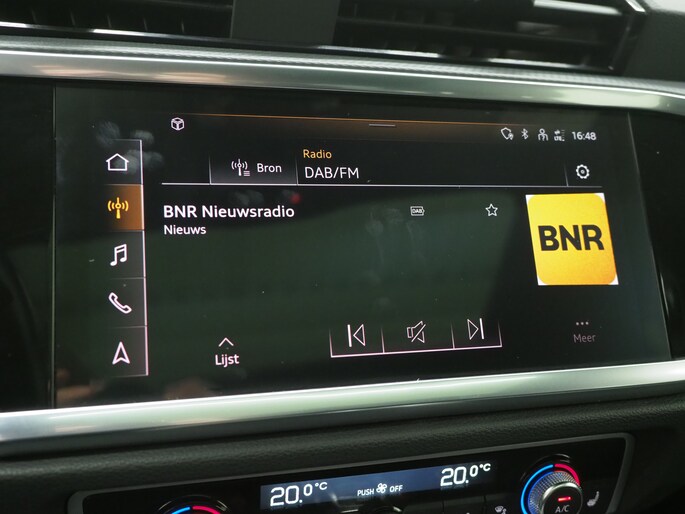 16:48
Radio
Bron
DAB/FM
BNR Nieuwsradio
DAB
Nieuws
BNR
Lijst
Meer
20.0°C
PUSH OFF
20.0°C
A/C